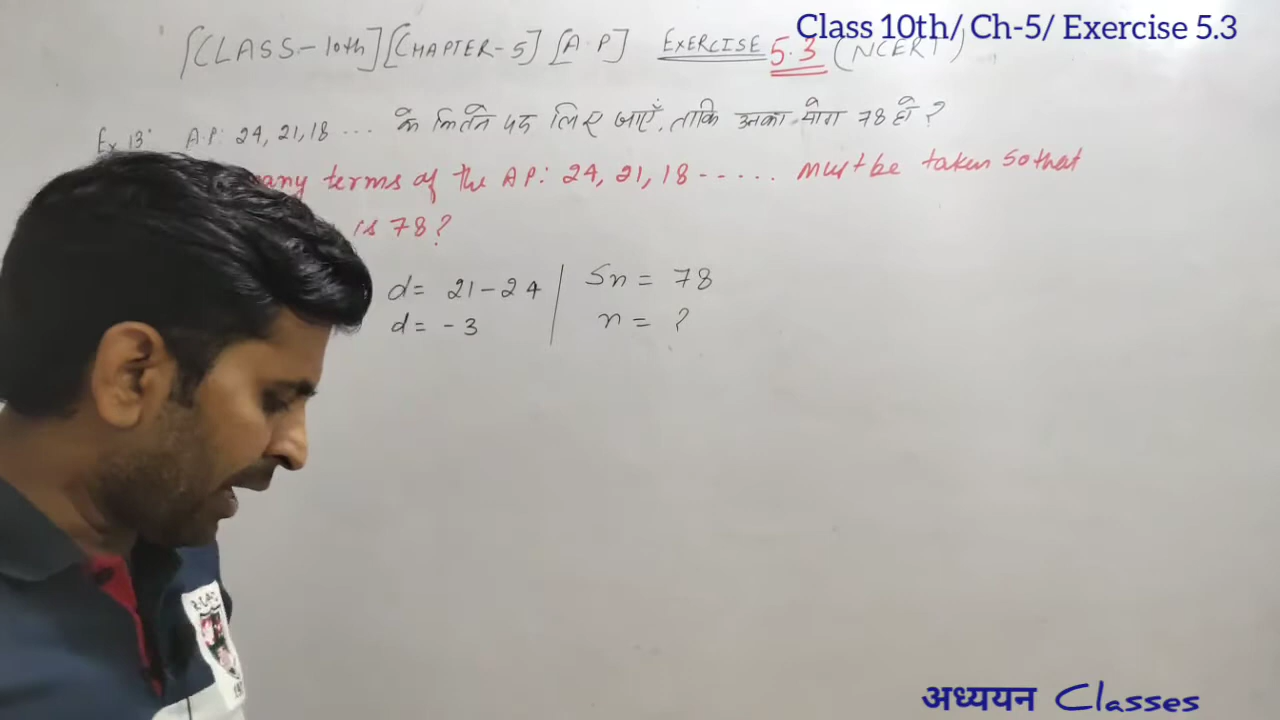 Class 10th/ Ch-5/ Exercise 5.3
[CLASS-10th][CHAPTER-5] [A.P] EXERCISE 5.3 (NCERT)
Ex 13: A.P: 24, 21, 18 ... के कितने पद लिए जाएँ, ताकि उनका योग 78 हो ?
many terms of the AP: 24, 21, 18 ...... must be taken so that
is 78?
d = 21 - 24 | Sn = 78
d = -3 | n = ?
अध्ययन Classes